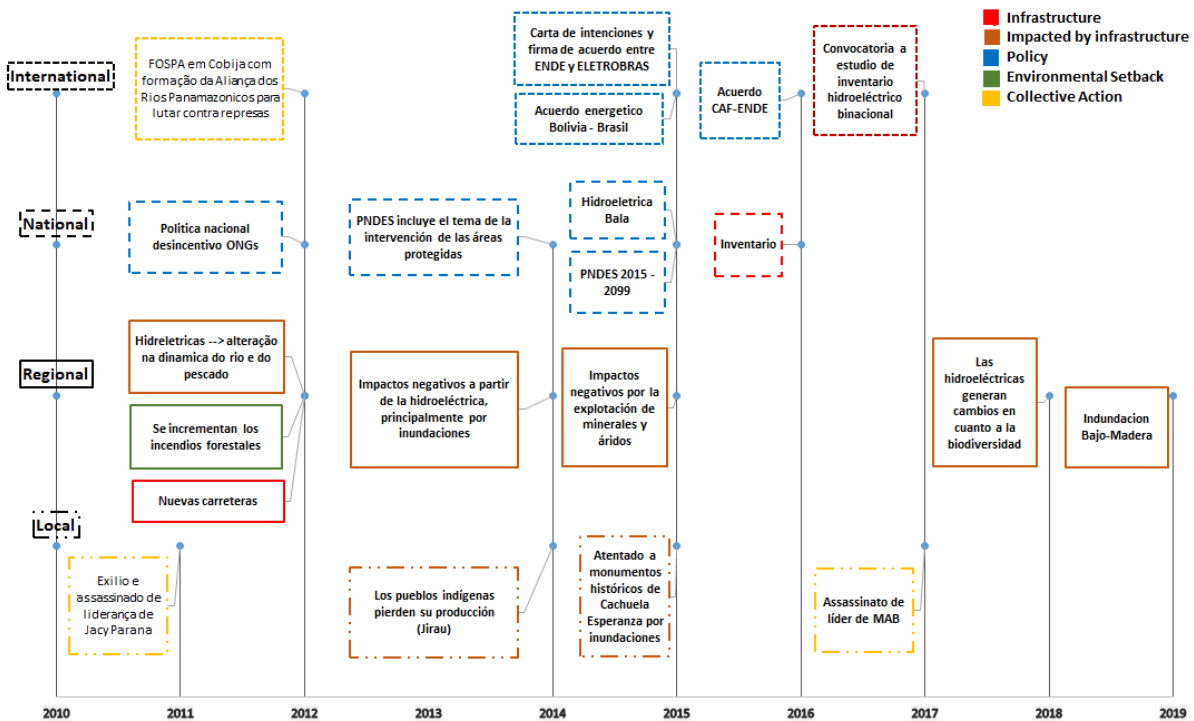 Infrastructure
Impacted by infrastructure
Policy
Environmental Setback
Collective Action
International
FOSPA em Cobija com
formação da Aliança dos
Rios Panamazonicos para
lutar contra represas
Carta de intenciones y
firma de acuerdo entre
ENDE y ELETROBRAS
Acuerdo energetico
Bolivia - Brasil
Acuerdo
CAF-ENDE
Convocatoria a
estudio de
inventario
hidroeléctrico
binacional
National
Politica nacional
desincentivo ONGs
PNDES incluye el tema de la
intervención de las áreas
protegidas
Hidroeletrica
Bala
PNDES 2015 -
2099
Inventario
Regional
Hidreletricas --> alteração
na dinamica do rio e do
pescado
Se incrementan los
incendios forestales
Nuevas carreteras
Impactos negativos a partir
de la hidroeléctrica,
principalmente por
inundaciones
Impactos
negativos por la
explotación de
minerales y
áridos
Las
hidroeléctricas
generan
cambios en
cuanto a la
biodiversidad
Indundacion
Bajo-Madera
Local
Exilio e
assassinado de
liderança de
Jacy Parana
Los pueblos indígenas
pierden su producción
(Jirau)
Atentado a
monumentos
históricos de
Cachuela
Esperanza por
inundaciones
Assassinato de
líder de MAB
2010
2011
2012
2013
2014
2015
2016
2017
2018
2019